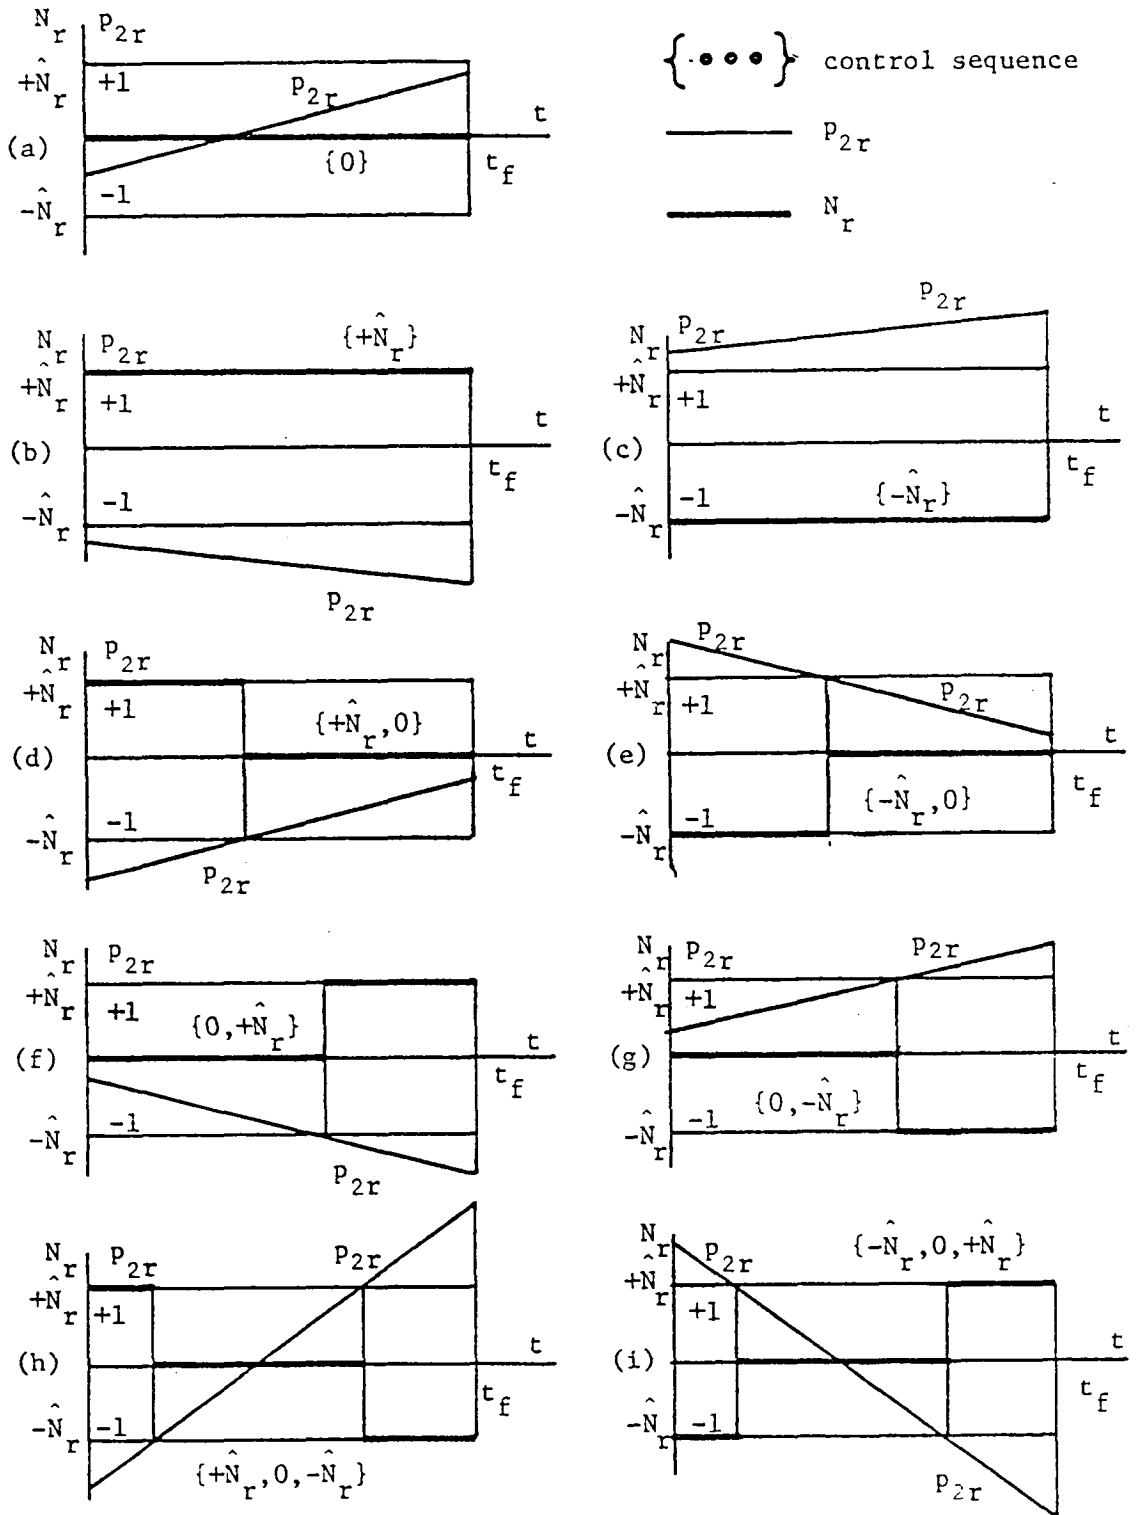 N_r p_2r
+N̂_r +1
p_2r
t
(a)
{0}
t_f
-1
-N̂_r
{ • • • } control sequence
p_2r
N_r
N_r p_2r
{+N̂_r}
+N̂_r +1
t
(b)
t_f
-1
-N̂_r
p_2r
p_2r
N_r p_2r
+N̂_r +1
t
(c)
t_f
-1
{-N̂_r}
-N̂_r
N_r p_2r
+N̂_r +1
{+N̂_r,0}
t
(d)
t_f
-1
-N̂_r
p_2r
N_r p_2r
+N̂_r +1
p_2r
t
(e)
t_f
{-N̂_r,0}
-N̂_r -1
N_r p_2r
+N̂_r +1
{0,+N̂_r}
t
(f)
t_f
-1
-N̂_r
p_2r
N_r p_2r
p_2r
+N̂_r +1
t
(g)
t_f
{0,-N̂_r}
-1
-N̂_r
N_r p_2r
p_2r
+N̂_r +1
t
(h)
t_f
-N̂_r -1
{+N̂_r,0,-N̂_r}
N_r p_2r
{-N̂_r,0,+N̂_r}
+N̂_r +1
t
(i)
t_f
-N̂_r -1
p_2r